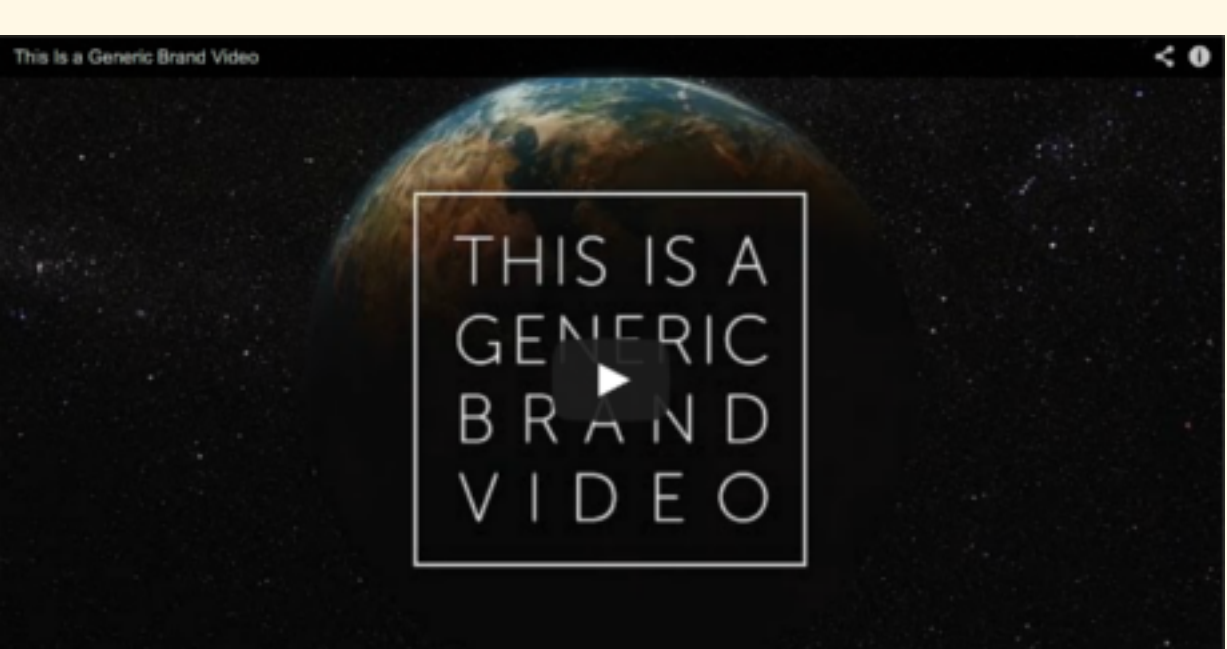 This Is a Generic Brand Video
THIS IS A
GENERIC
BRAND
VIDEO